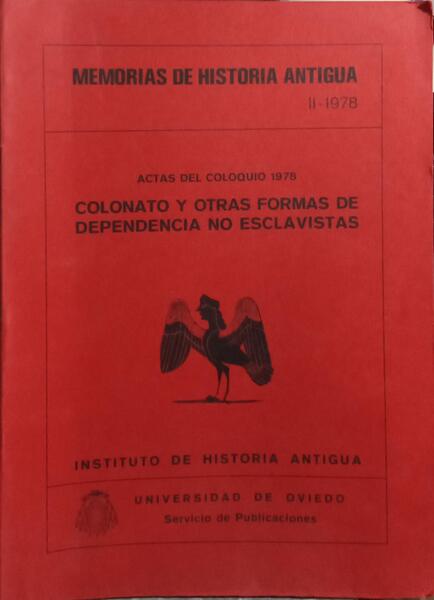 MEMORIAS DE HISTORIA ANTIGUA
II-1978
ACTAS DEL COLOQUIO 1978
COLONATO Y OTRAS FORMAS DE
DEPENDENCIA NO ESCLAVISTAS
INSTITUTO DE HISTORIA ANTIGUA
UNIVERSIDAD DE OVIEDO
Servicio de Publicaciones